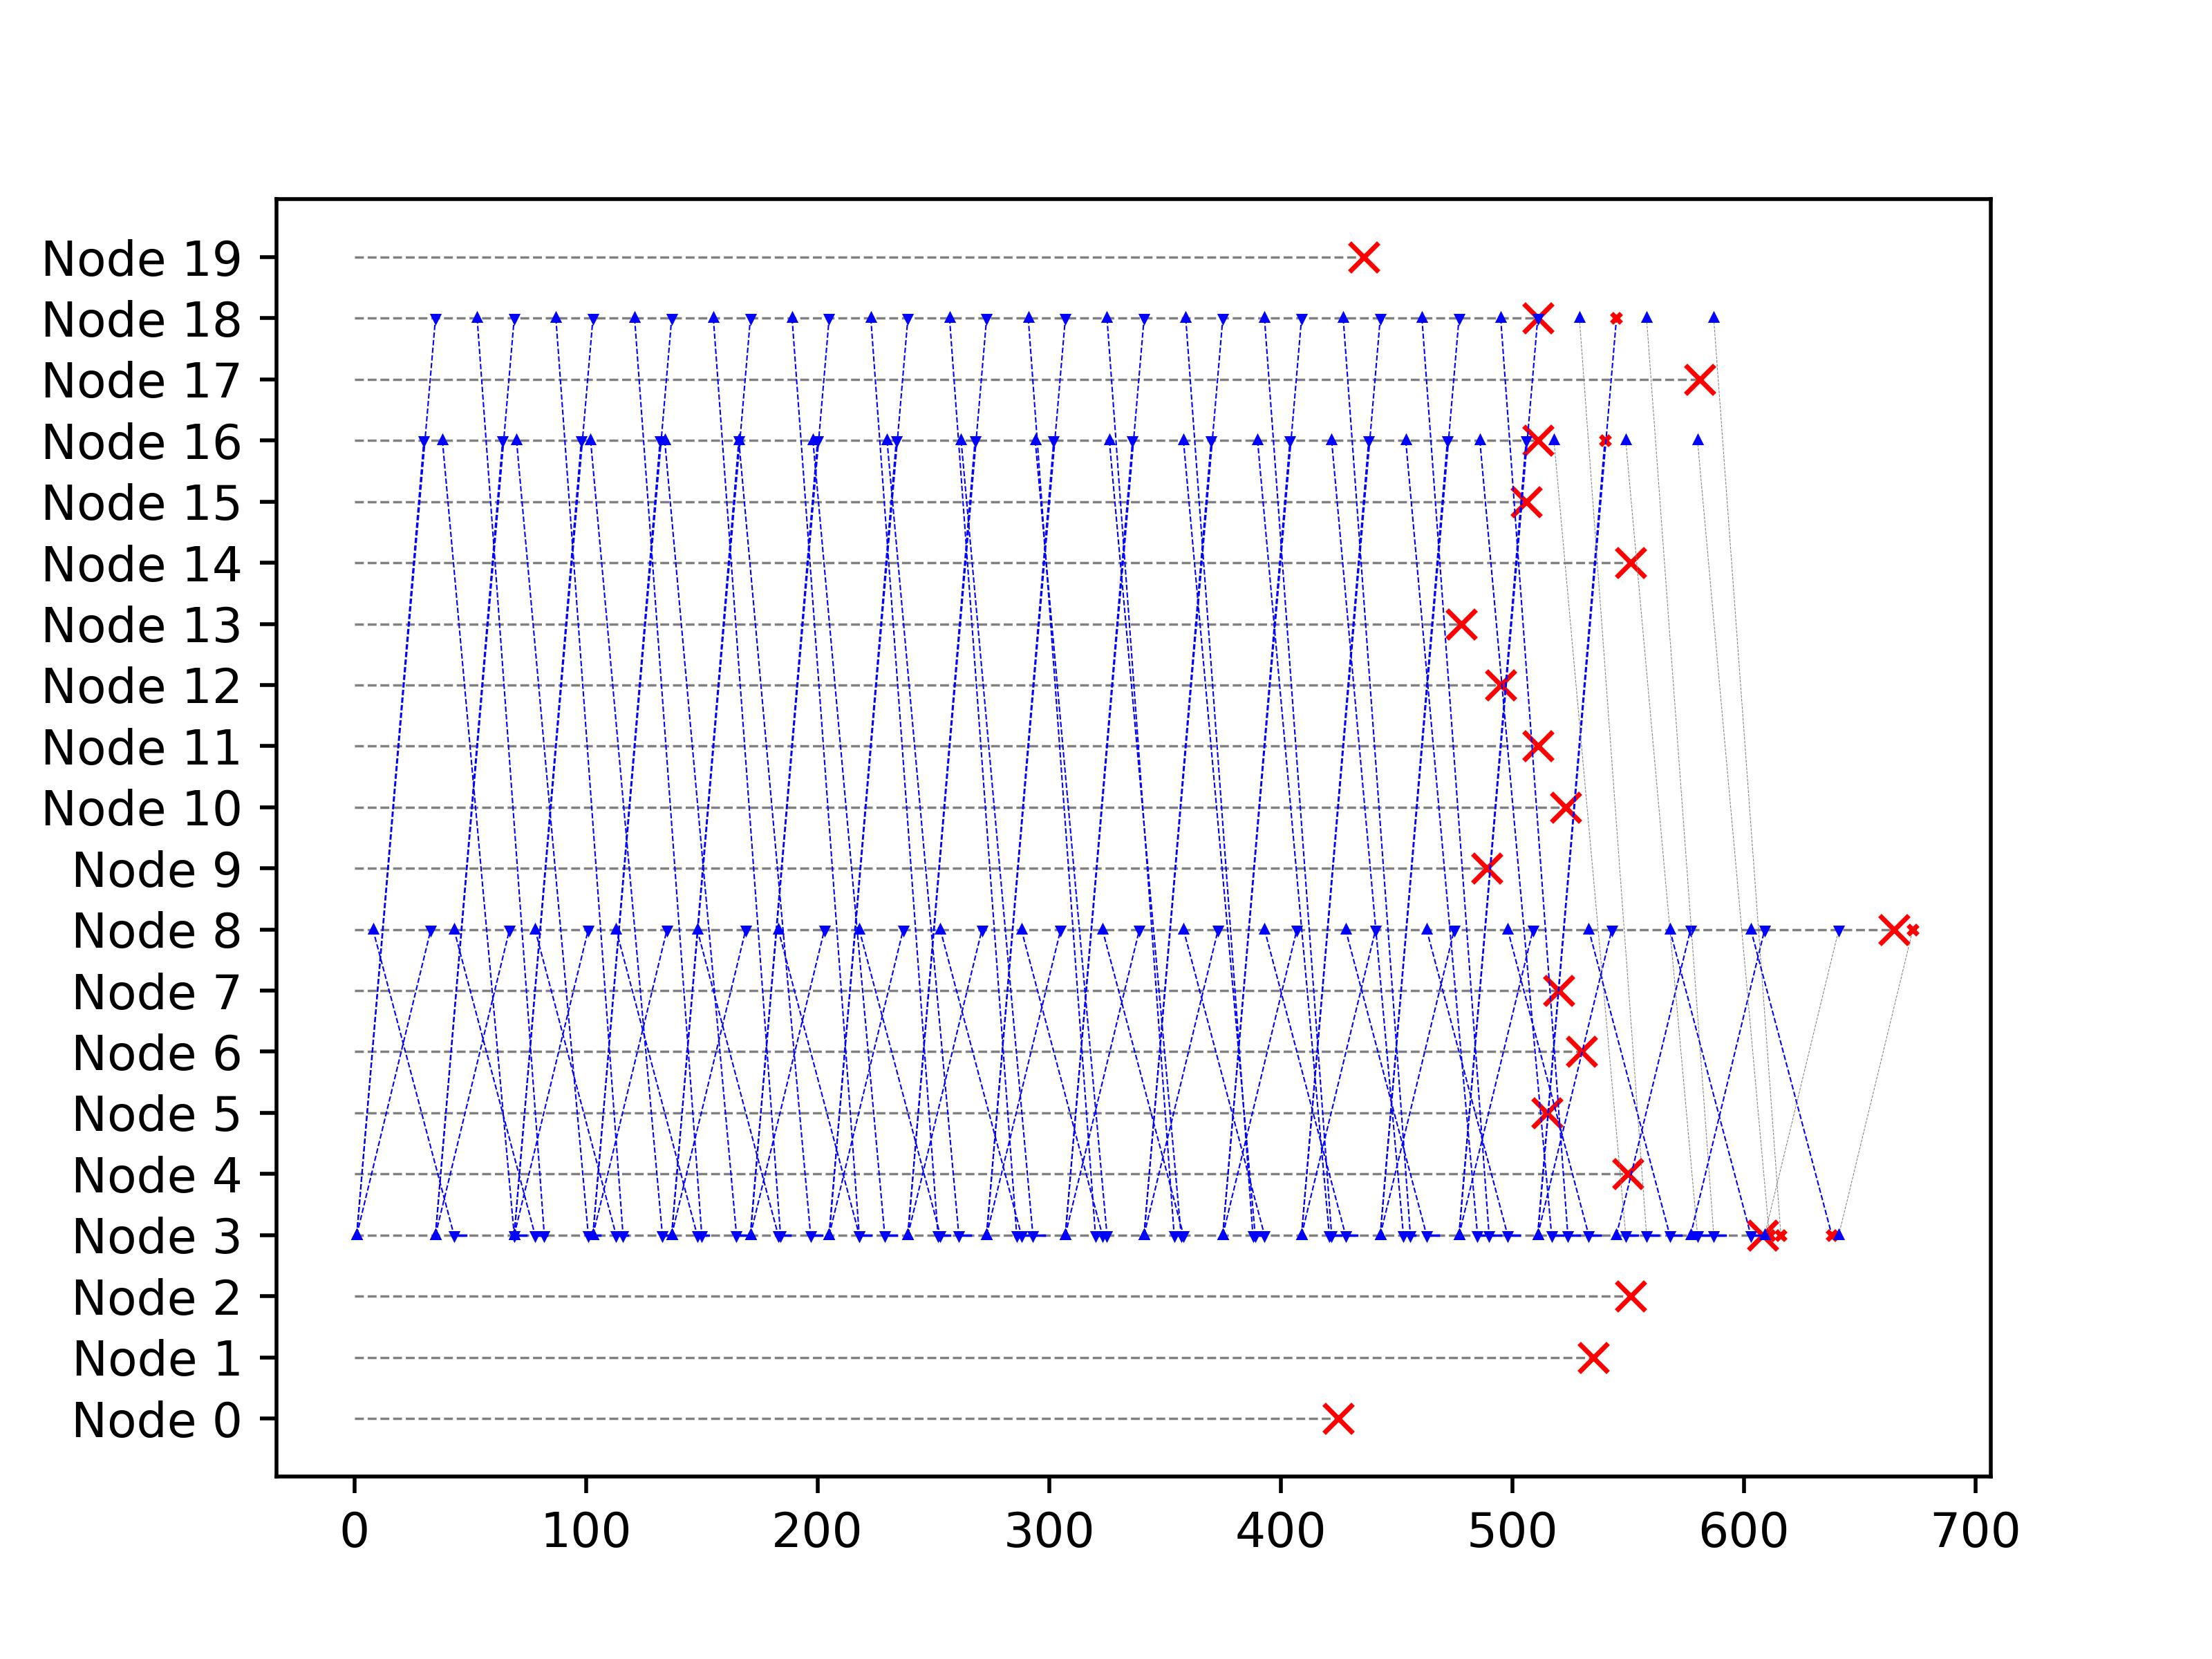 Node 19
Node 18
Node 17
Node 16
Node 15
Node 14
Node 13
Node 12
Node 11
Node 10
Node 9
Node 8
Node 7
Node 6
Node 5
Node 4
Node 3
Node 2
Node 1
Node 0
0 100 200 300 400 500 600 700